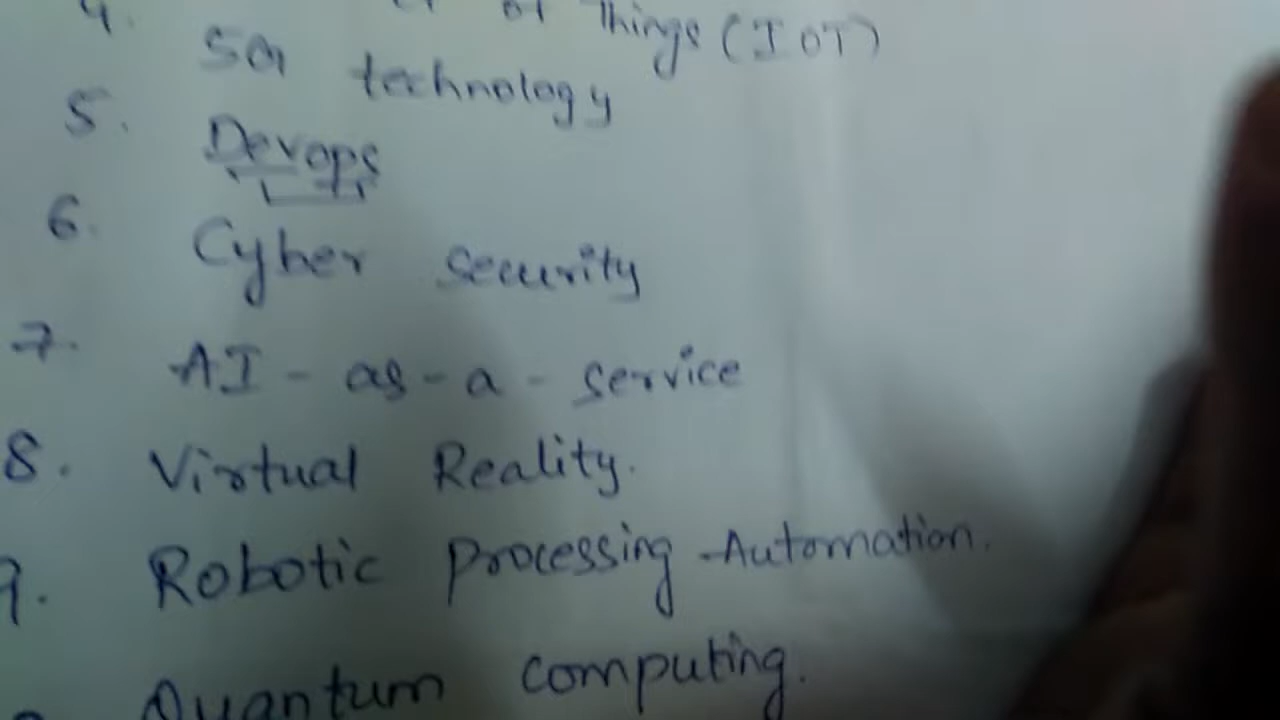 of Things (IOT)
4. 5G technology
5. Devops
6. Cyber security
7. AI - as - a - service
8. Virtual Reality.
9. Robotic processing Automation.
Quantum computing.